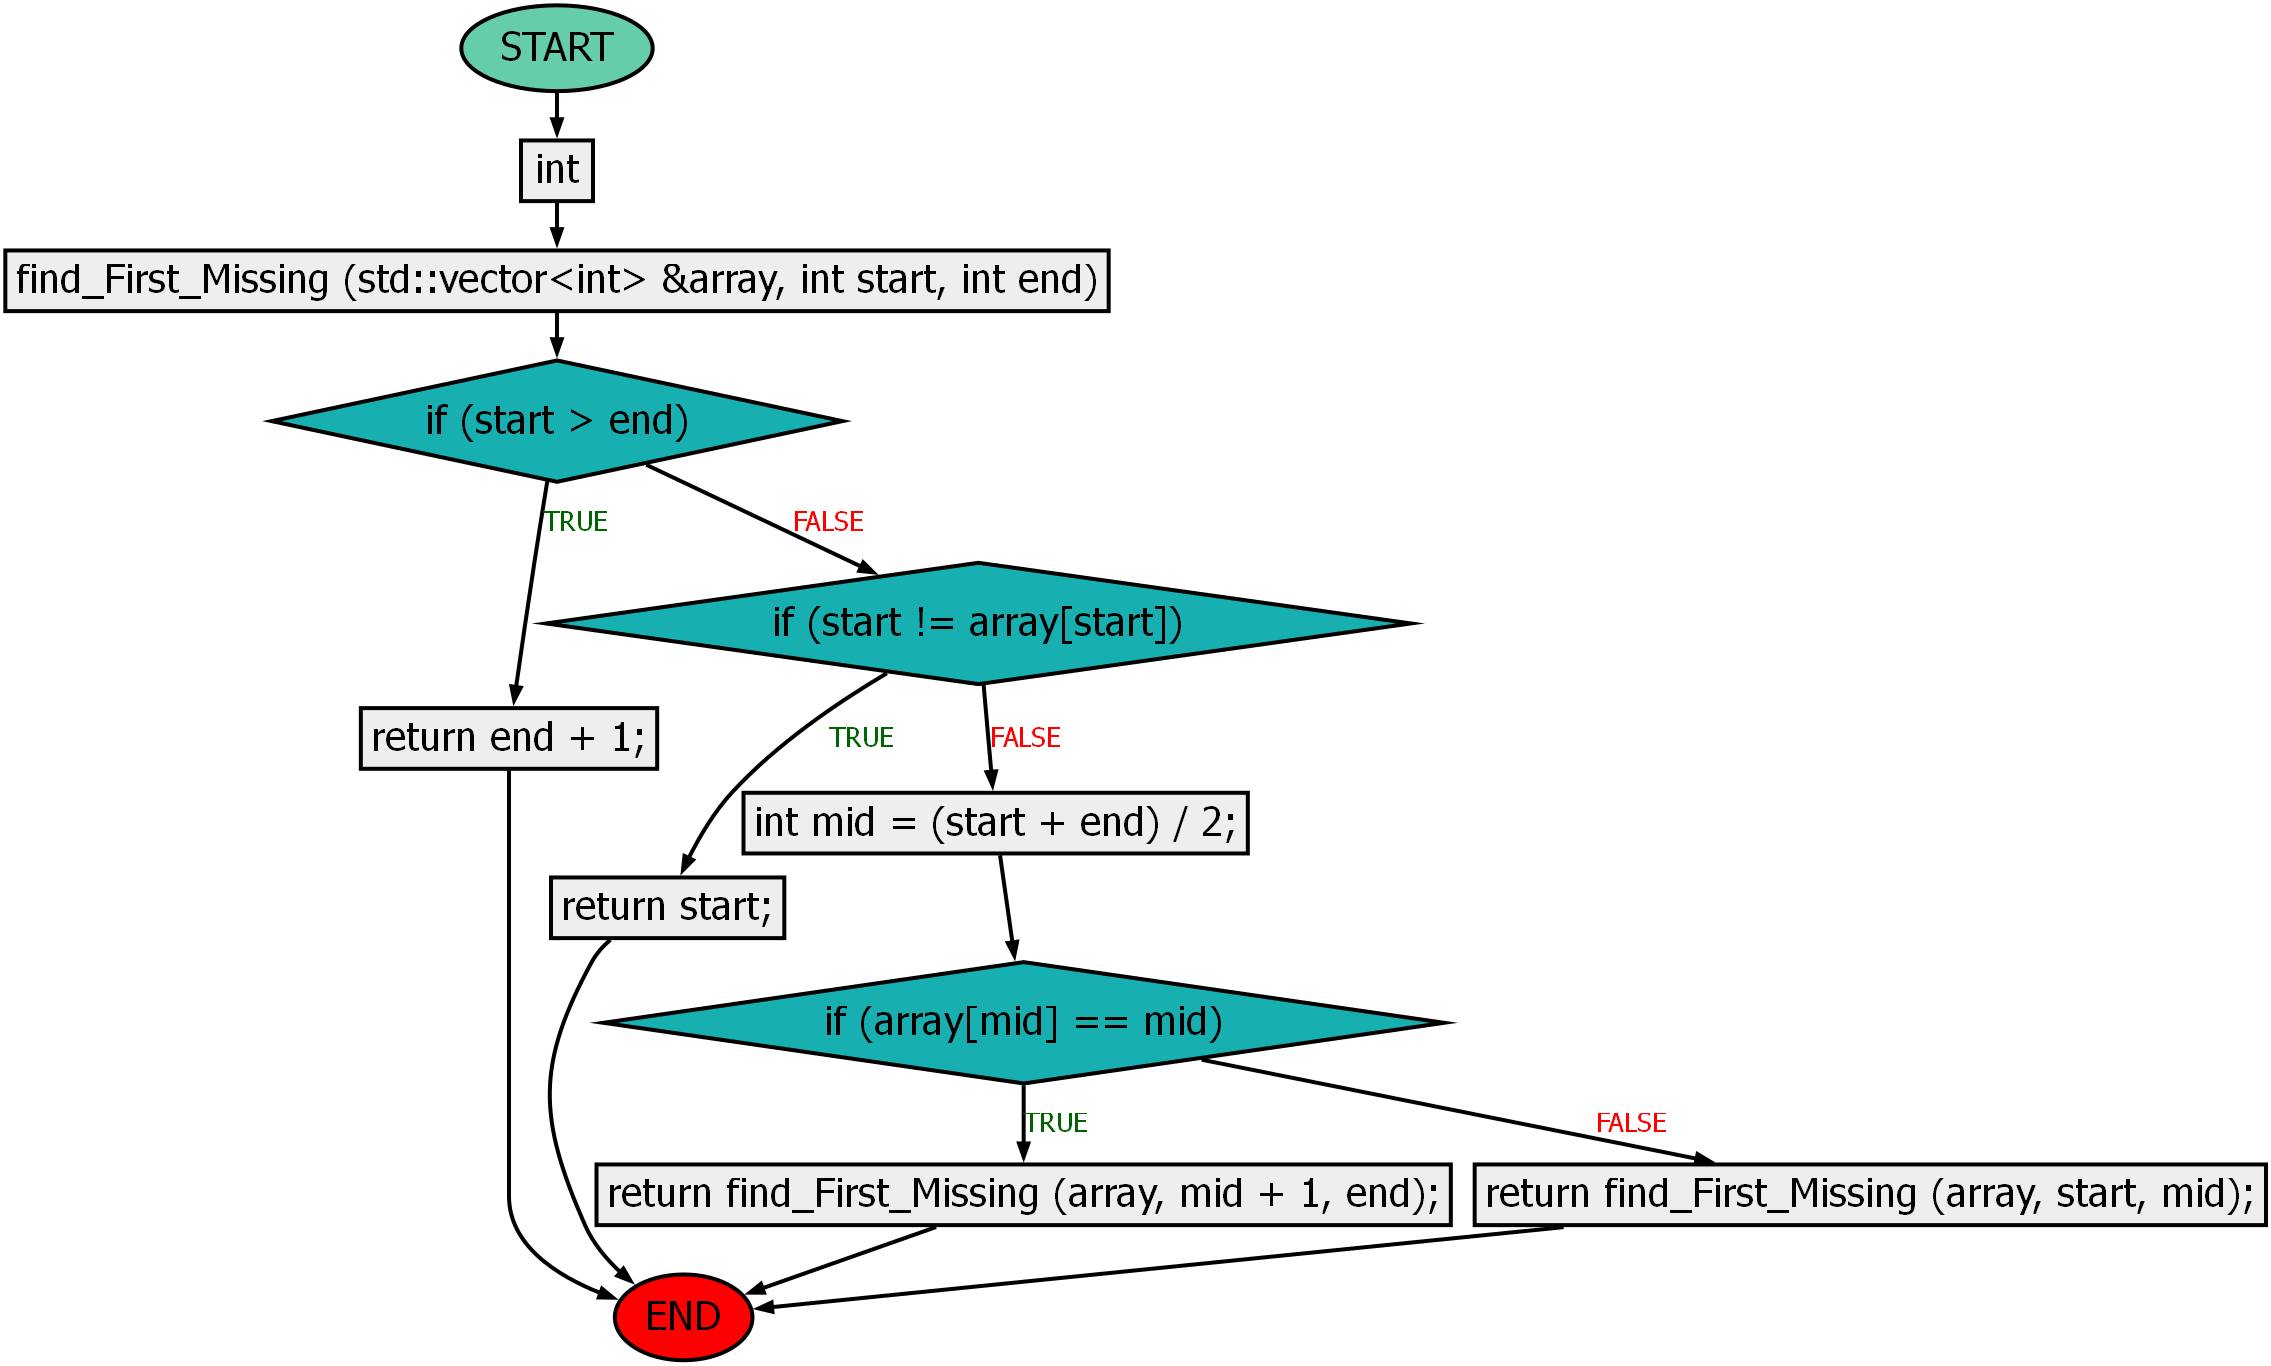 START
int
find_First_Missing (std::vector<int> &array, int start, int end)
if (start > end)
TRUE
FALSE
if (start != array[start])
return end + 1;
TRUE
FALSE
int mid = (start + end) / 2;
return start;
if (array[mid] == mid)
TRUE
FALSE
return find_First_Missing (array, mid + 1, end);
return find_First_Missing (array, start, mid);
END